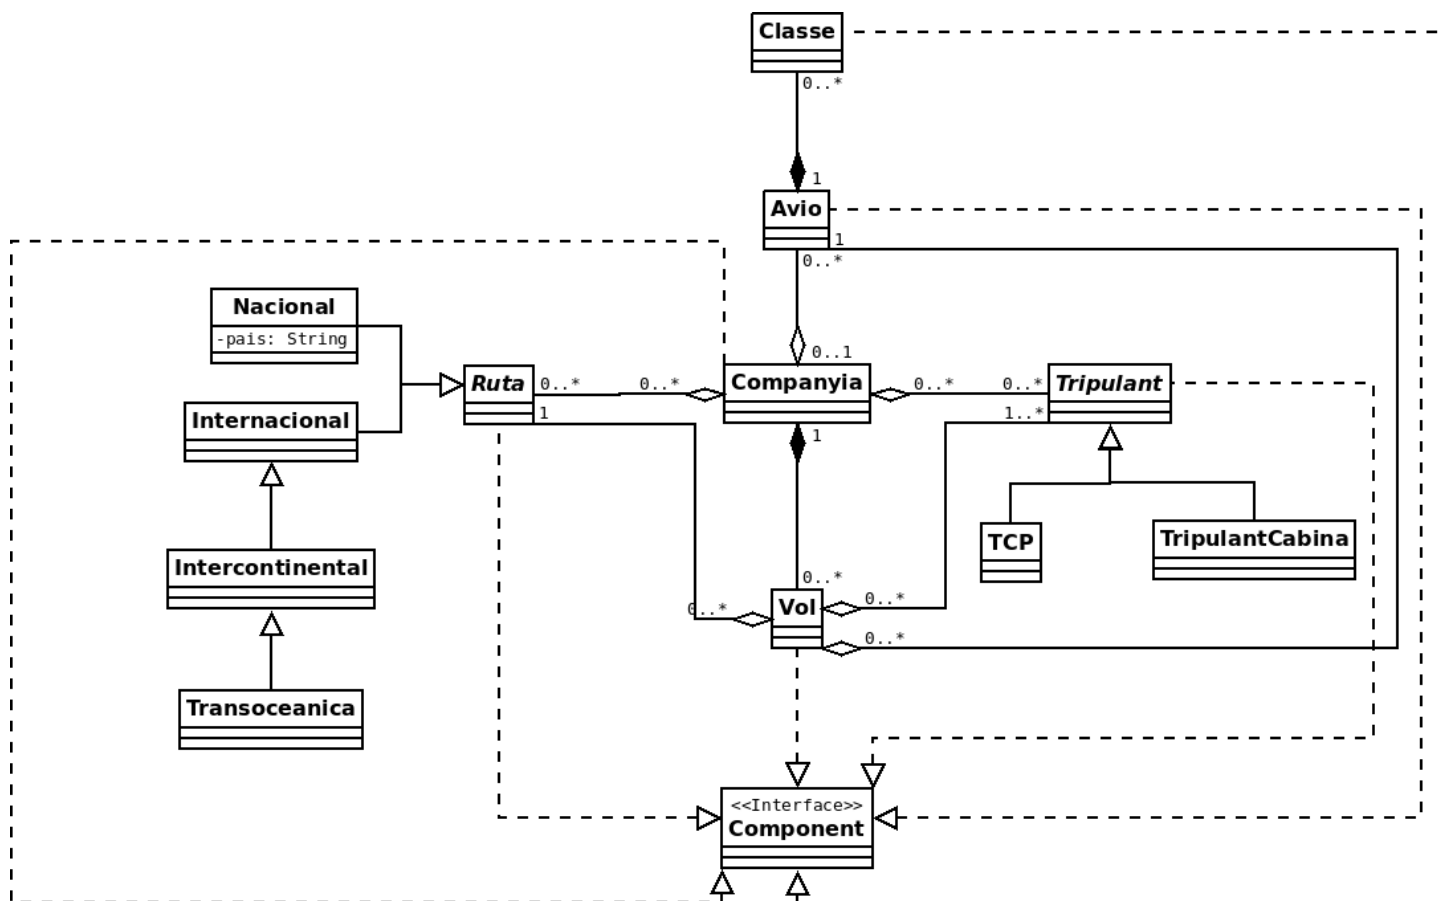 Classe
0..*
1
Avio
1
0..*
Nacional
-pais: String
0..1
Ruta
0..*
0..*
Companyia
0..*
0..*
Tripulant
1
1..*
Internacional
1
TCP
TripulantCabina
Intercontinental
0..*
0..*
Vol
0..*
0..*
Transoceanica
<<Interface>>
Component